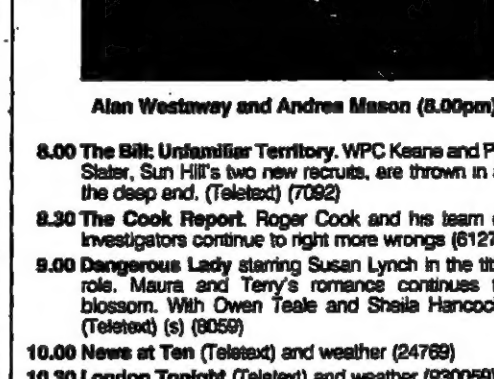 Alan Westaway and Andrea Mason (8.00pm)
8.00 The Bill: Unfamiliar Territory. WPC Keane and P
Slater, Sun Hill's two new recruits, are thrown in a
the deep end. (Teletext) (7092)
8.30 The Cook Report. Roger Cook and his team o
investigators continue to right more wrongs (6127
9.00 Dangerous Lady starring Susan Lynch in the tit
role. Maura and Terry's romance continues t
blossom. With Owen Teale and Sheila Hancoc
(Teletext) (s) (8059)
10.00 News at Ten (Teletext) and weather (24769)
10.30 London Tonight (Teletext) and weather (930059)